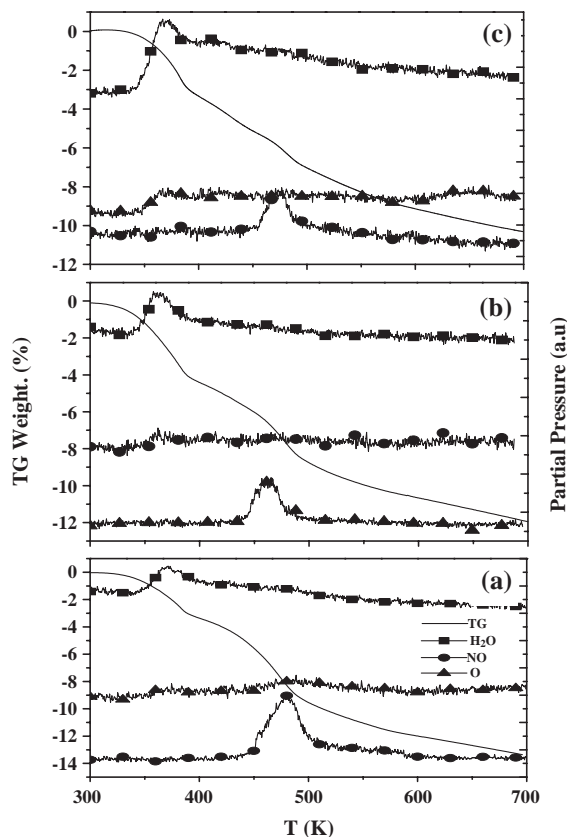 0
-2
-4
-6
-8
-10
-12
(c)
0
-2
-4
-6
-8
-10
-12
(b)
TG Weight. (%)
Partial Pressure (a.u)
0
-2
-4
-6
-8
-10
-12
-14
(a)
TG
H₂O
NO
O
300
400
500
600
700
T (K)